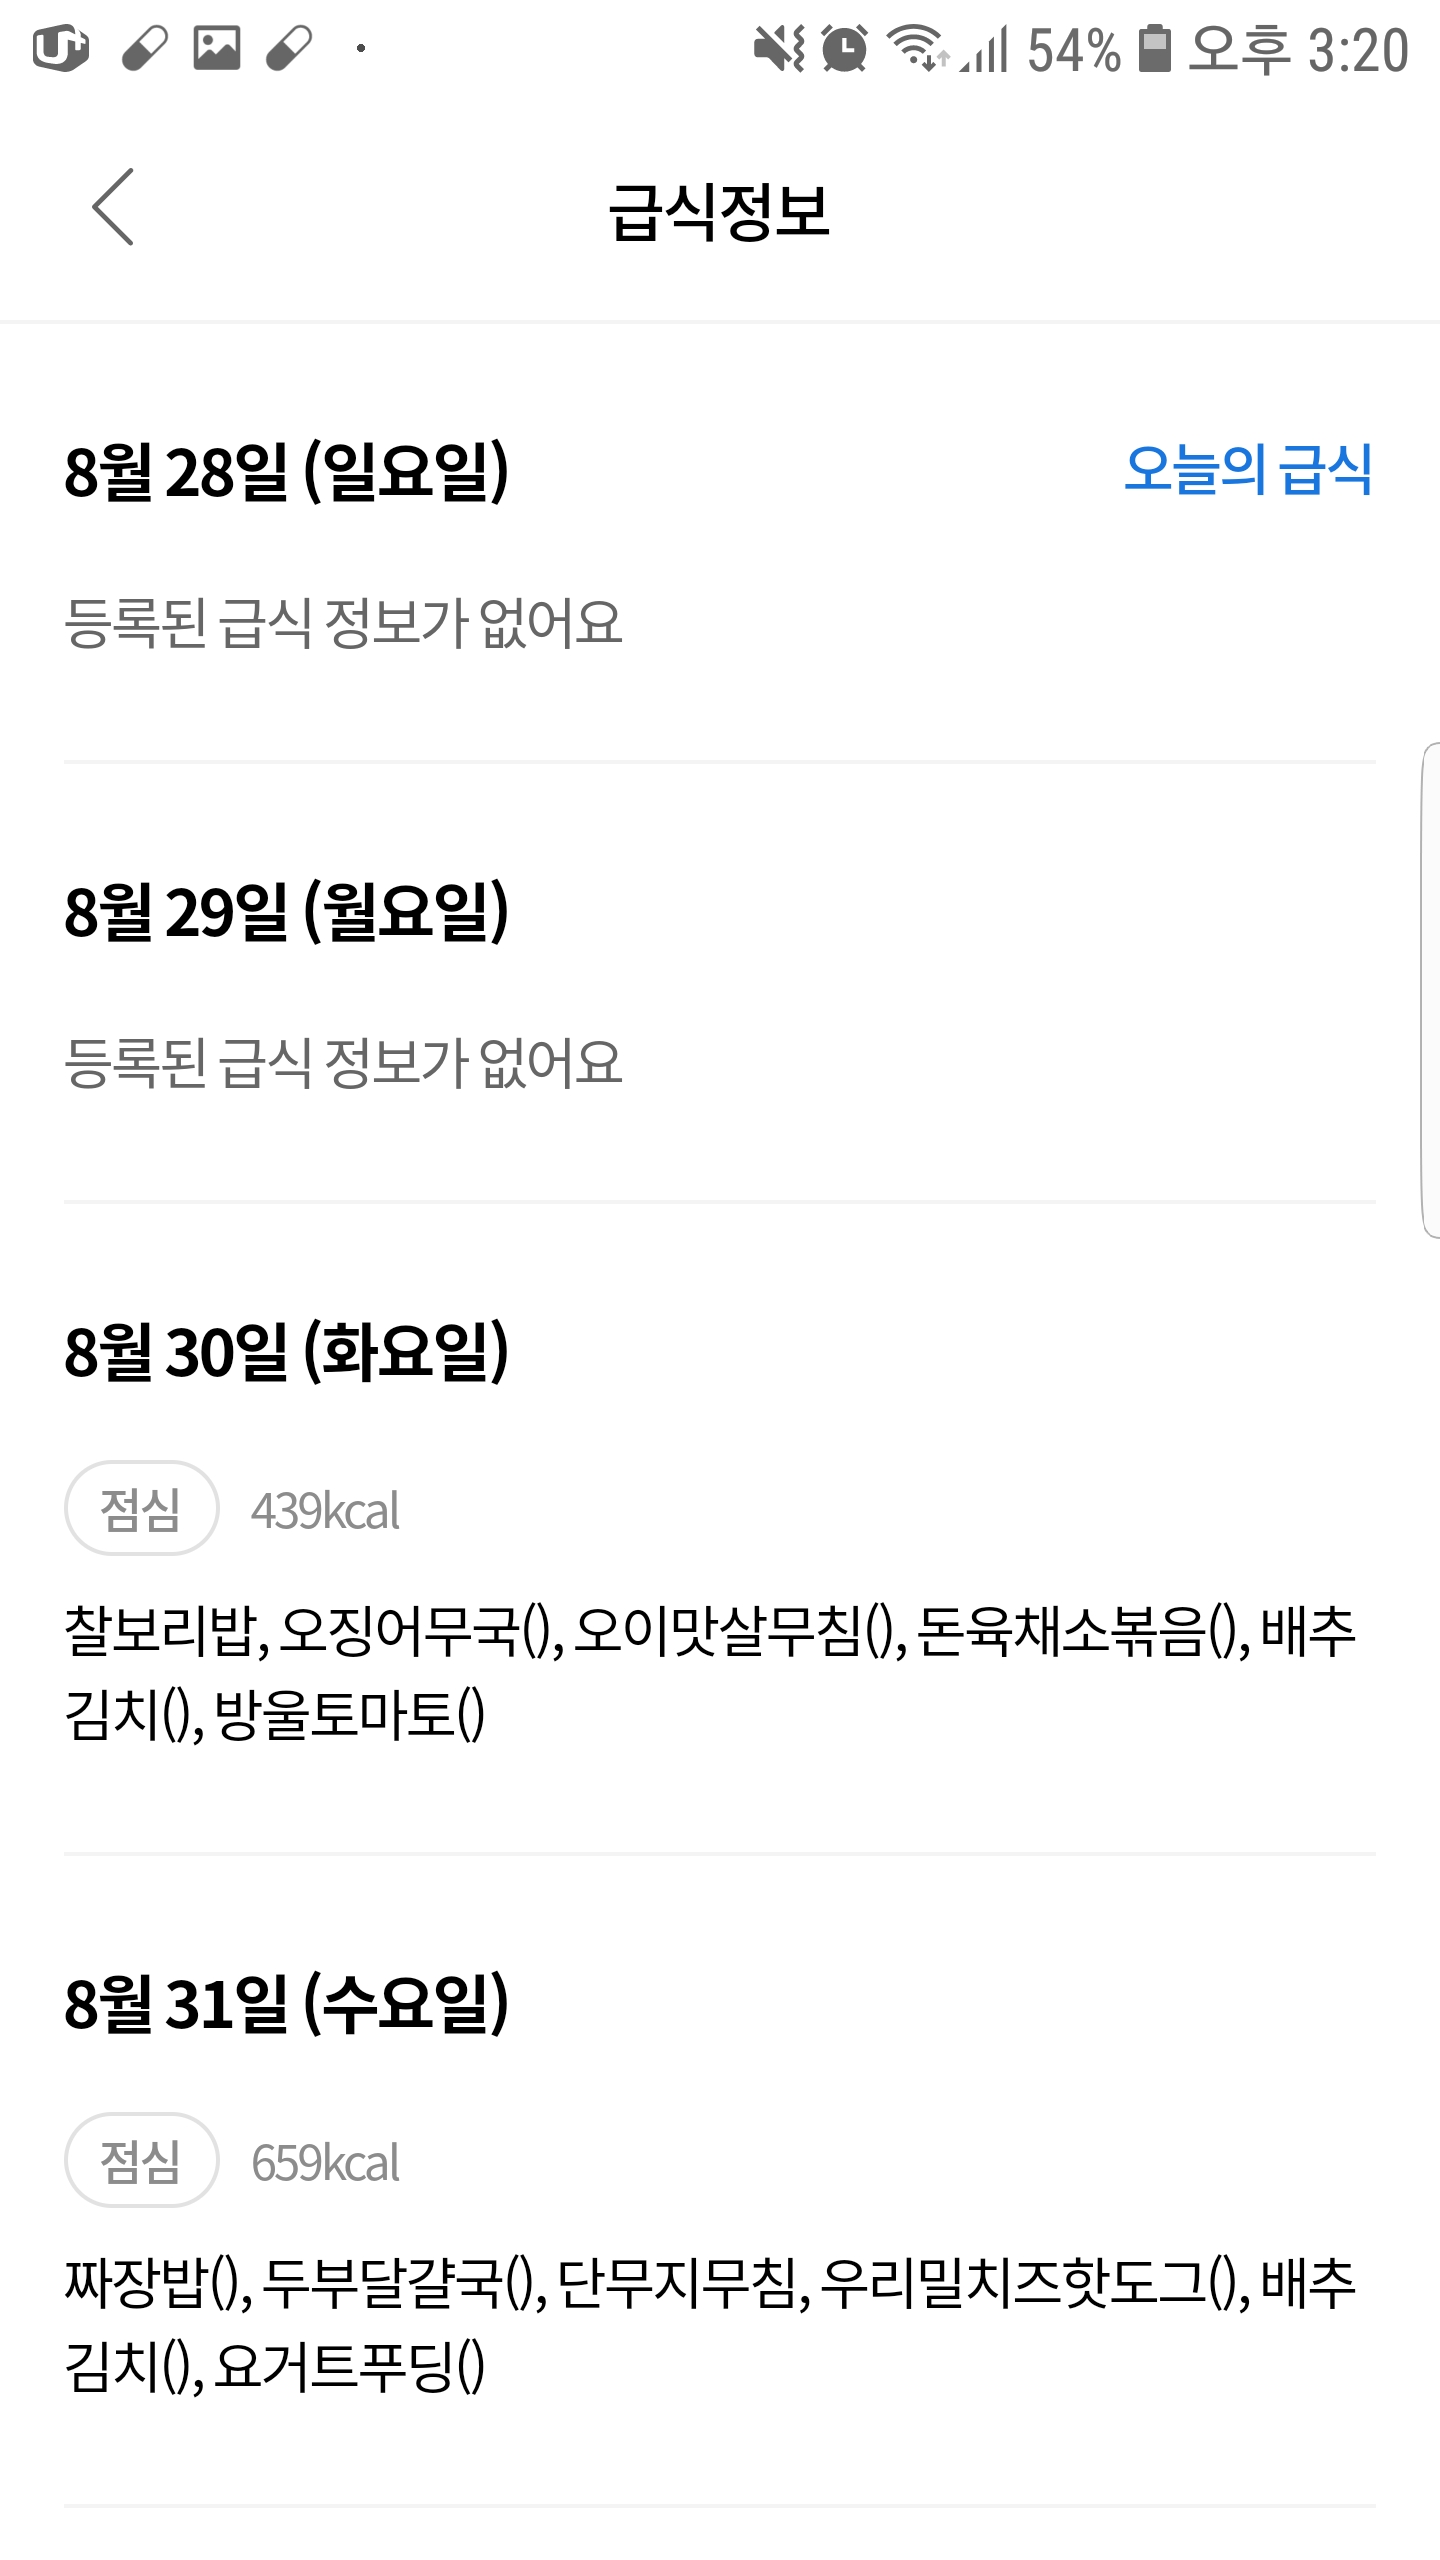 U+ 54% 오후 3:20
급식정보
8월 28일 (일요일) 오늘의 급식
등록된 급식 정보가 없어요
8월 29일 (월요일)
등록된 급식 정보가 없어요
8월 30일 (화요일)
점심 439kcal
찰보리밥, 오징어무국(), 오이맛살무침(), 돈육채소볶음(), 배추
김치(), 방울토마토()
8월 31일 (수요일)
점심 659kcal
짜장밥(), 두부달걀국(), 단무지무침, 우리밀치즈핫도그(), 배추
김치(), 요거트푸딩()